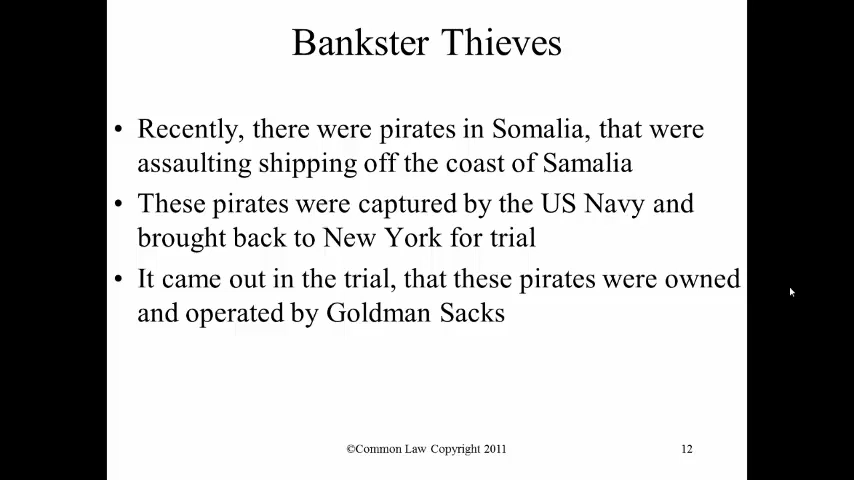 Bankster Thieves
• Recently, there were pirates in Somalia, that were
assaulting shipping off the coast of Samalia
• These pirates were captured by the US Navy and
brought back to New York for trial
• It came out in the trial, that these pirates were owned
and operated by Goldman Sacks
©Common Law Copyright 2011
12